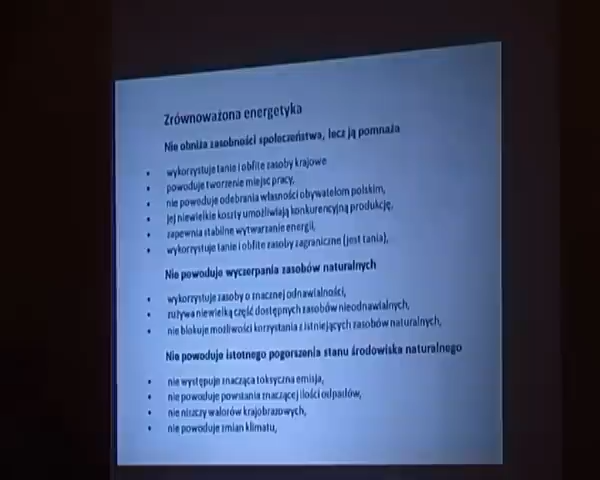 Zrównoważona energetyka
Nie obniża zasobności społeczeństwa, lecz ją pomnaża
• wykorzystuje tanie i obfite zasoby krajowe
• powoduje tworzenie miejsc pracy,
• nie powoduje odebrania własności obywatelom polskim,
• jej niewielkie koszty umożliwiają konkurencyjną produkcję,
• zapewnia stabilne wytwarzanie energii,
• wykorzystuje tanie i obfite zasoby zagraniczne (jest tania),
Nie powoduje wyczerpania zasobów naturalnych
• wykorzystuje zasoby o znacznej odnawialności,
• zużywa niewielką część dostępnych zasobów nieodnawialnych,
• nie blokuje możliwości korzystania z istniejących zasobów naturalnych,
Nie powoduje istotnego pogorszenia stanu środowiska naturalnego
• nie występuje znacząca toksyczna emisja,
• nie powoduje powstania znaczącej ilości odpadów,
• nie niszczy walorów krajobrazowych,
• nie powoduje zmian klimatu,